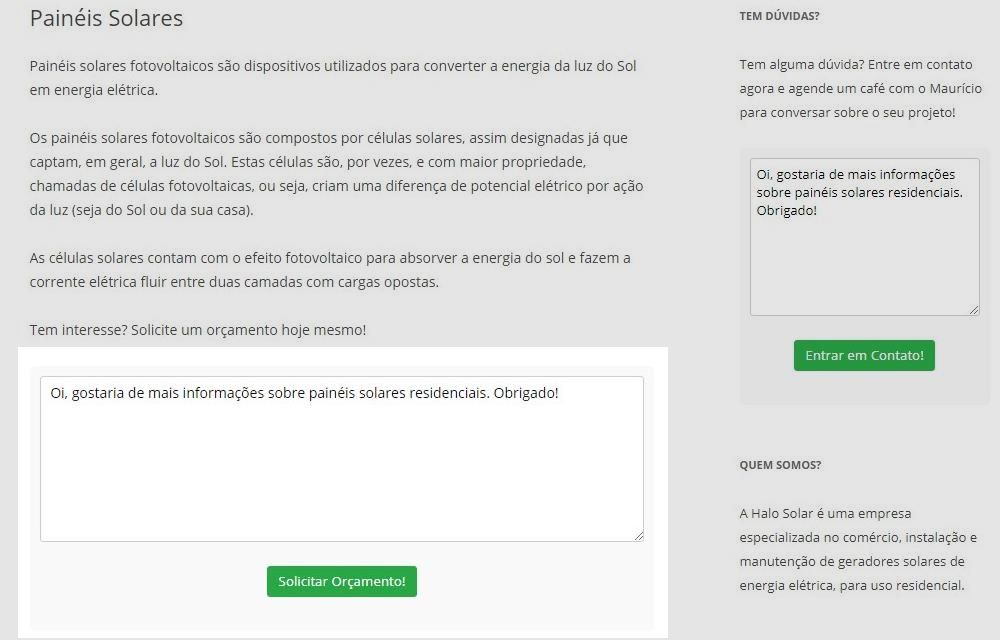 Painéis Solares
Painéis solares fotovoltaicos são dispositivos utilizados para converter a energia da luz do Sol
em energia elétrica.
Os painéis solares fotovoltaicos são compostos por células solares, assim designadas já que
captam, em geral, a luz do Sol. Estas células são, por vezes, e com maior propriedade,
chamadas de células fotovoltaicas, ou seja, criam uma diferença de potencial elétrico por ação
da luz (seja do Sol ou da sua casa).
As células solares contam com o efeito fotovoltaico para absorver a energia do sol e fazem a
corrente elétrica fluir entre duas camadas com cargas opostas.
Tem interesse? Solicite um orçamento hoje mesmo!
Oi, gostaria de mais informações sobre painéis solares residenciais. Obrigado!
Solicitar Orçamento!
TEM DÚVIDAS?
Tem alguma dúvida? Entre em contato
agora e agende um café com o Maurício
para conversar sobre o seu projeto!
Oi, gostaria de mais informações
sobre painéis solares residenciais.
Obrigado!
Entrar em Contato!
QUEM SOMOS?
A Halo Solar é uma empresa
especializada no comércio, instalação e
manutenção de geradores solares de
energia elétrica, para uso residencial.